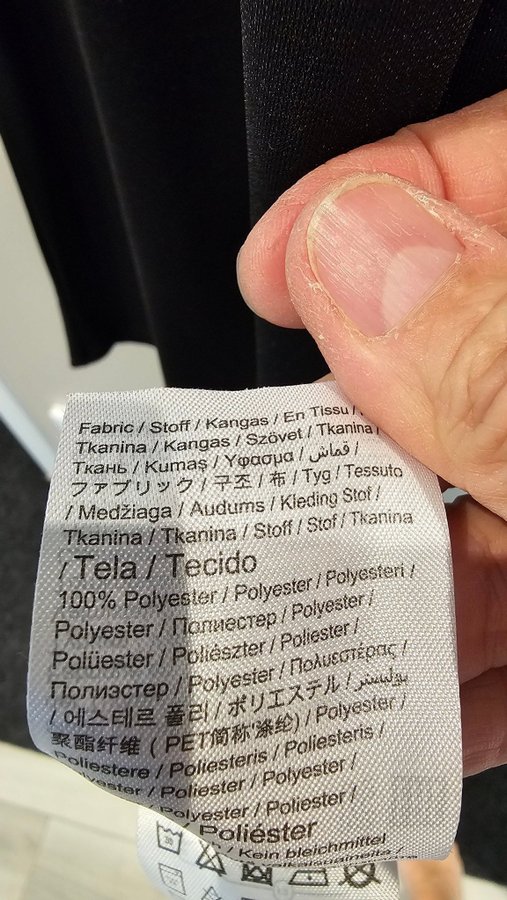 Fabric / Stoff / Kangas / En Tissu /
Tkanina / Kangas / Szövet / Tkanina /
Ткань / Kumaş / Υφασμα / قماش /
ファブリック / 구조 / 布 / Tyg / Tessuto
/ Medžiaga / Audums / Kleding Stof /
Tkanina / Tkanina / Stoff / Stof / Tkanina
/ Tela / Tecido
100% Polyester / Polyester / Polyesteri /
Polyester / Полиестер / Polyester /
Polüester / Poliészter / Poliester /
Полиэстер / Polyester / Πολυεστέρας /
/ 에스테르 폴리 / ポリエステル / بوليستر
聚酯纤维 ( PET简称'涤纶) / Polyester /
Poliestere / Poliesteris / Poliesteris /
Polyester / Poliester / Polyester /
Polyester / Poliester /
Poliéster
/ Kein bleichmittel